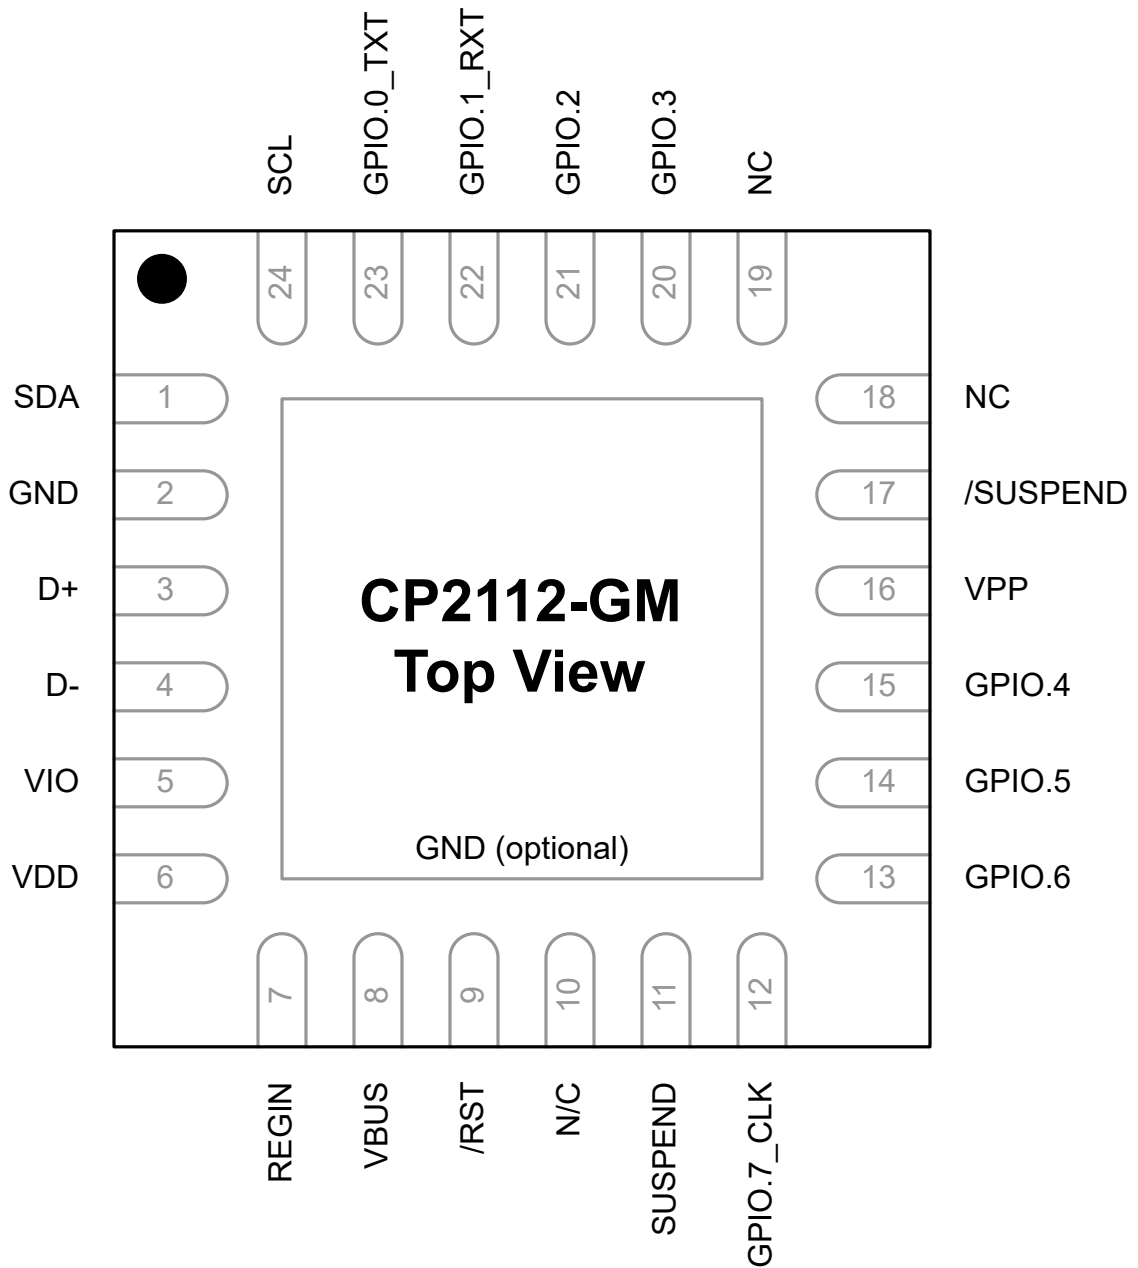 SCL
GPIO.0_TXT
GPIO.1_RXT
GPIO.2
GPIO.3
NC
24
23
22
21
20
19
SDA 1
18 NC
GND 2
17 /SUSPEND
D+ 3
16 VPP
D- 4
15 GPIO.4
VIO 5
14 GPIO.5
VDD 6
13 GPIO.6
CP2112-GM
Top View
GND (optional)
7
8
9
10
11
12
REGIN
VBUS
/RST
N/C
SUSPEND
GPIO.7_CLK